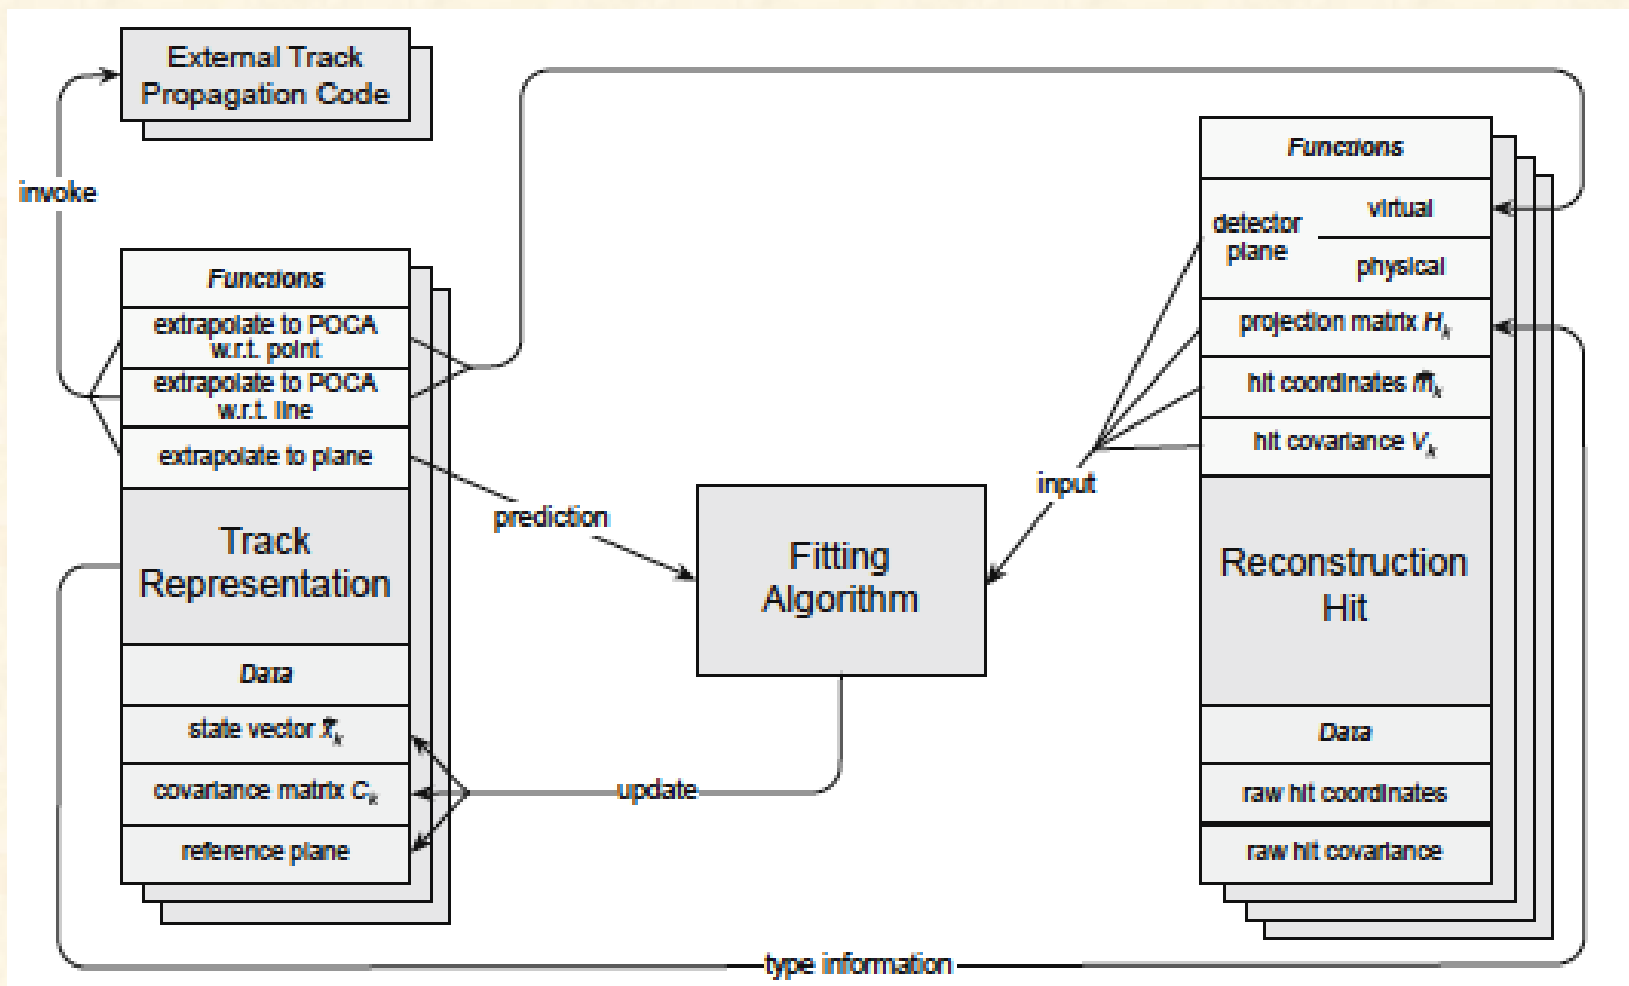 External Track
Propagation Code
invoke
Functions
extrapolate to POCA
w.r.t. point
extrapolate to POCA
w.r.t. line
extrapolate to plane
Track
Representation
Data
state vector x̃ₖ
covariance matrix Cₖ
reference plane
prediction
Fitting
Algorithm
update
input
type information
Functions
detector
plane
virtual
physical
projection matrix Hₖ
hit coordinates m̃ₖ
hit covariance Vₖ
Reconstruction
Hit
Data
raw hit coordinates
raw hit covariance